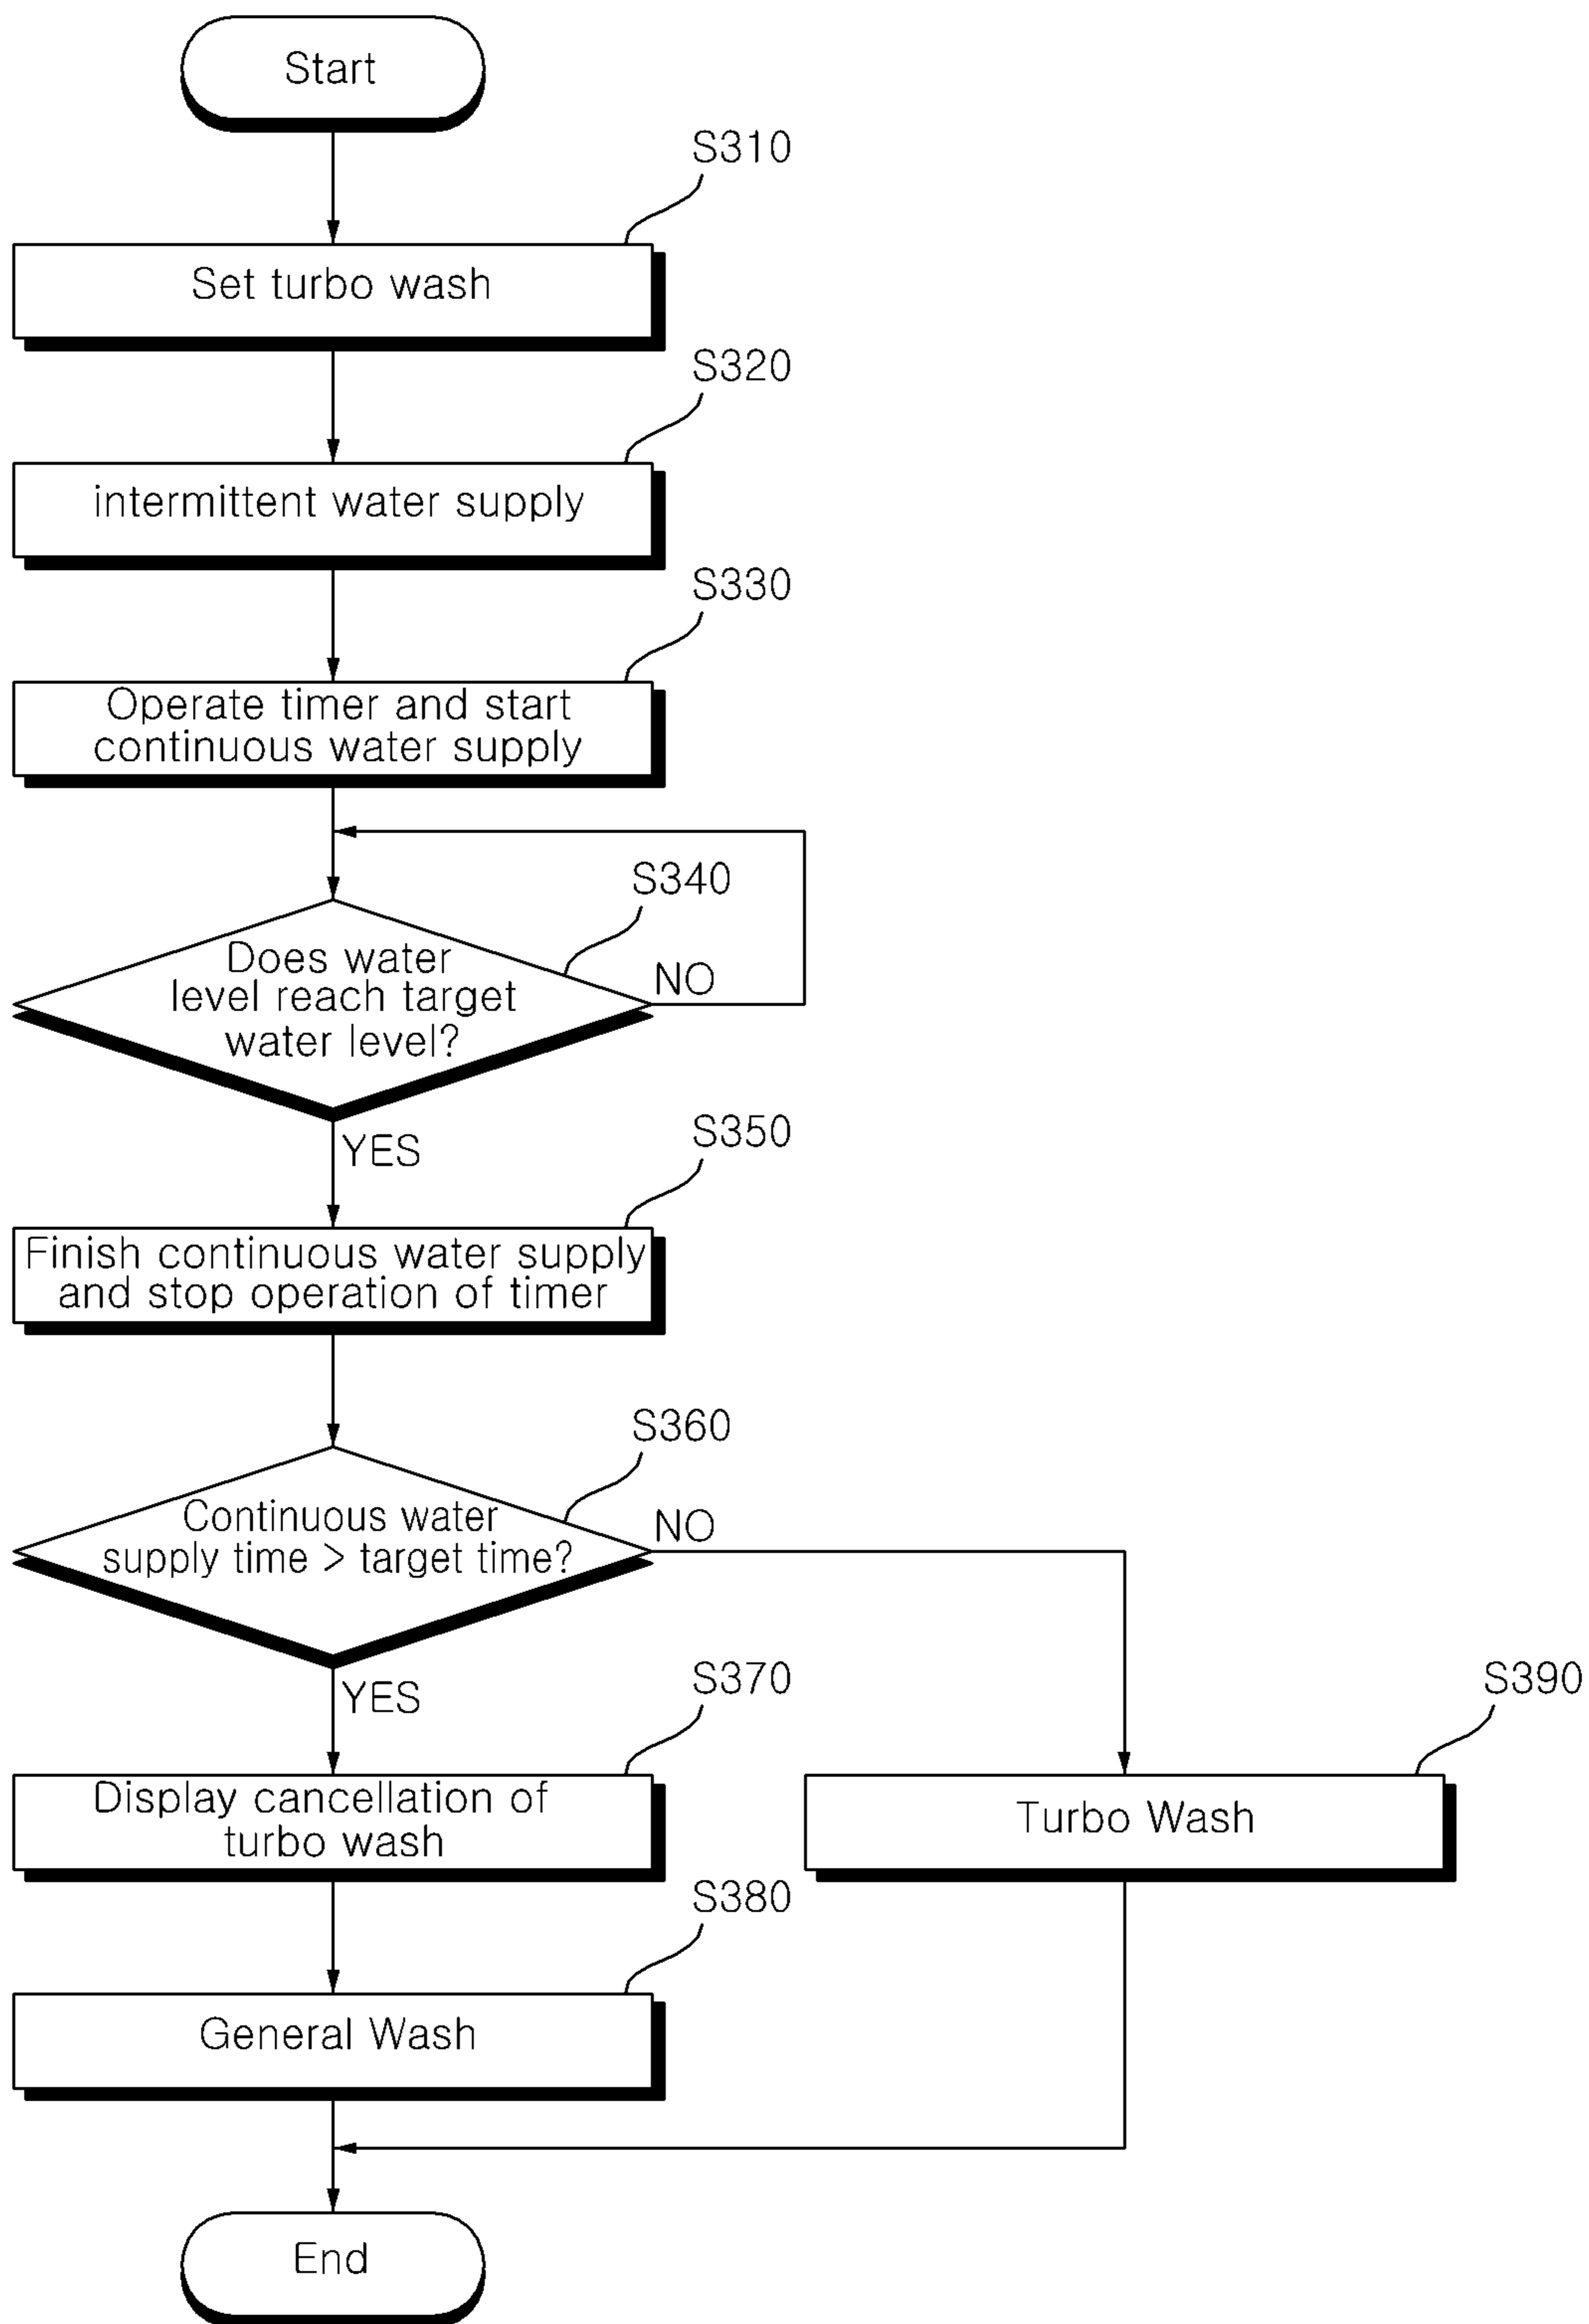 Start
S310
Set turbo wash
S320
intermittent water supply
S330
Operate timer and start
continuous water supply
S340
Does water
level reach target
water level?
NO
YES
S350
Finish continuous water supply
and stop operation of timer
S360
Continuous water
supply time > target time?
NO
YES
S370
Display cancellation of
turbo wash
S390
Turbo Wash
S380
General Wash
End